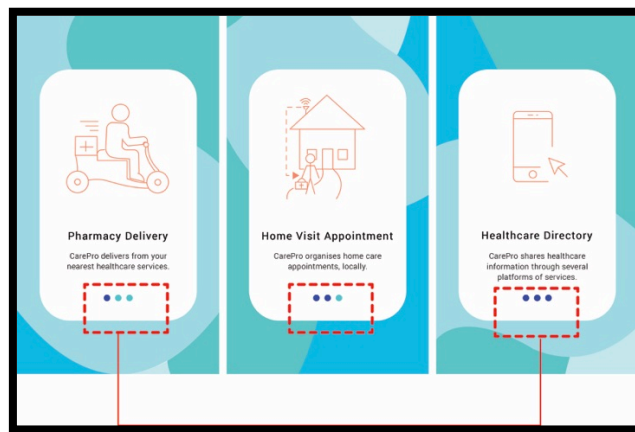 Pharmacy Delivery
CarePro delivers from your
nearest healthcare services.
Home Visit Appointment
CarePro organises home care
appointments, locally.
Healthcare Directory
CarePro shares healthcare
information through several
platforms of services.